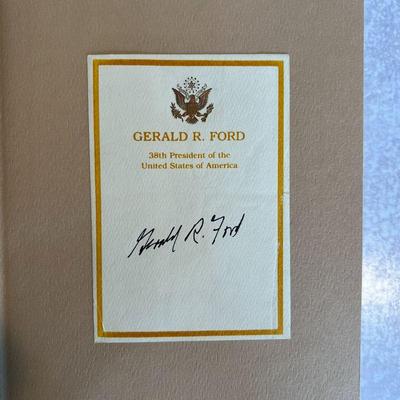 GERALD R. FORD
38th President of the
United States of America
Gerald R. Ford